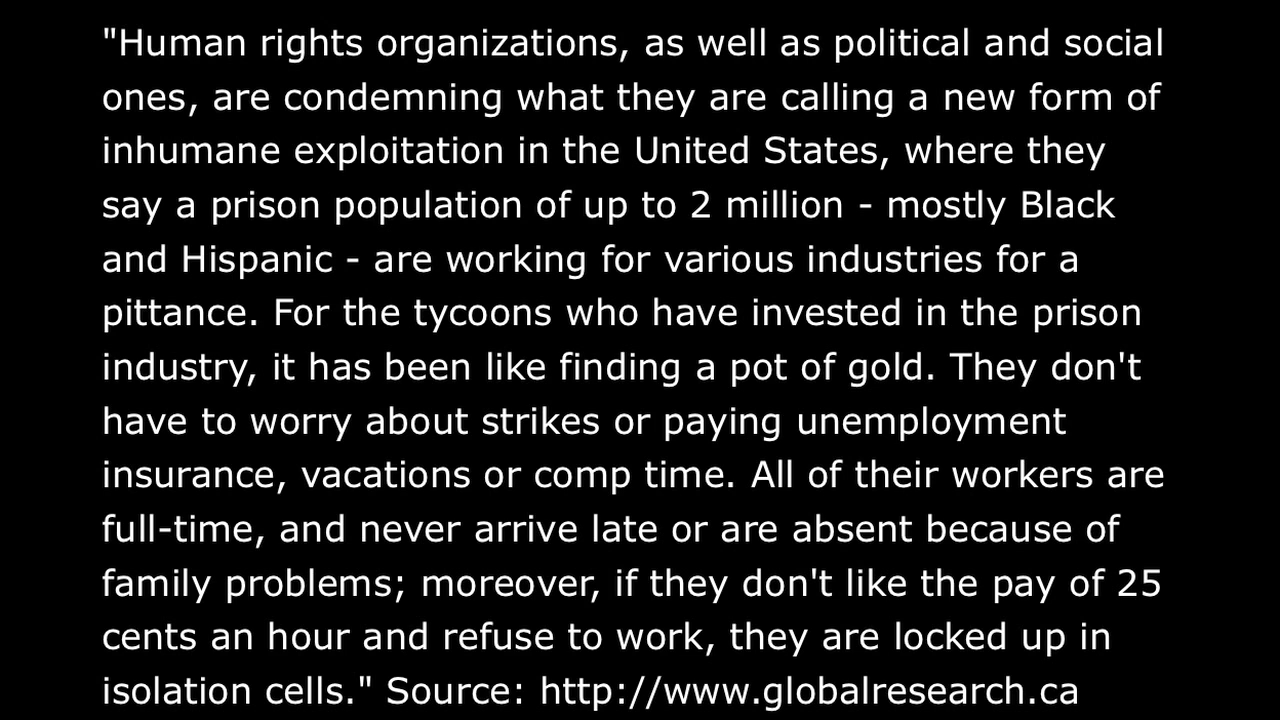 "Human rights organizations, as well as political and social
ones, are condemning what they are calling a new form of
inhumane exploitation in the United States, where they
say a prison population of up to 2 million - mostly Black
and Hispanic - are working for various industries for a
pittance. For the tycoons who have invested in the prison
industry, it has been like finding a pot of gold. They don't
have to worry about strikes or paying unemployment
insurance, vacations or comp time. All of their workers are
full-time, and never arrive late or are absent because of
family problems; moreover, if they don't like the pay of 25
cents an hour and refuse to work, they are locked up in
isolation cells." Source: http://www.globalresearch.ca